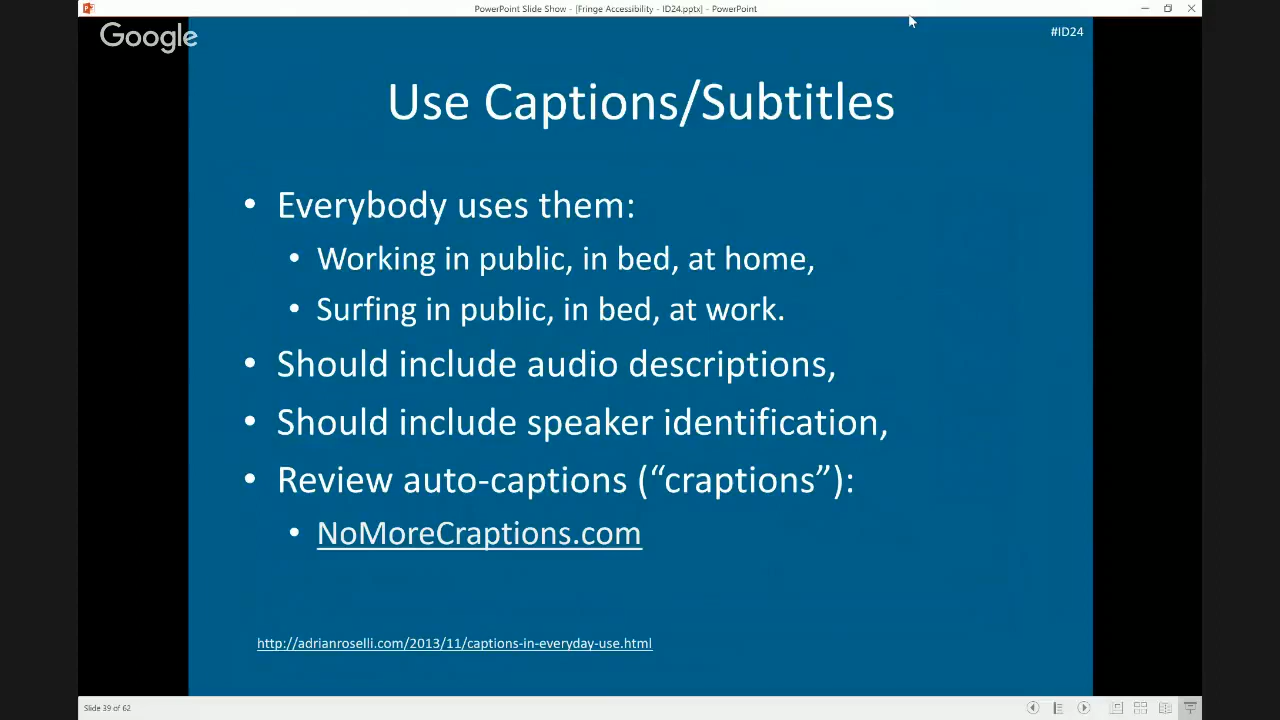 PowerPoint Slide Show - [Fringe Accessibility - ID24.pptx] - PowerPoint
Google
#ID24
Use Captions/Subtitles
• Everybody uses them:
• Working in public, in bed, at home,
• Surfing in public, in bed, at work.
• Should include audio descriptions,
• Should include speaker identification,
• Review auto-captions (“craptions”):
• NoMoreCraptions.com
http://adrianroselli.com/2013/11/captions-in-everyday-use.html
Slide 39 of 62